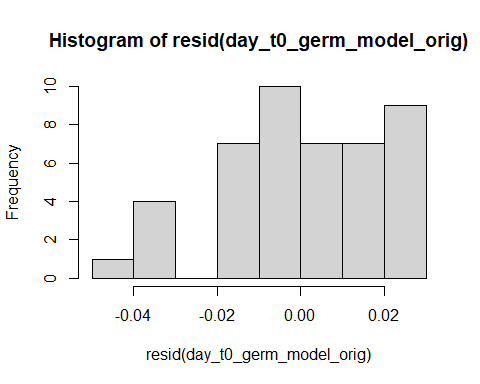 Histogram of resid(day_t0_germ_model_orig)
Frequency
10
8
6
4
2
0
-0.04 -0.02 0.00 0.02
resid(day_t0_germ_model_orig)